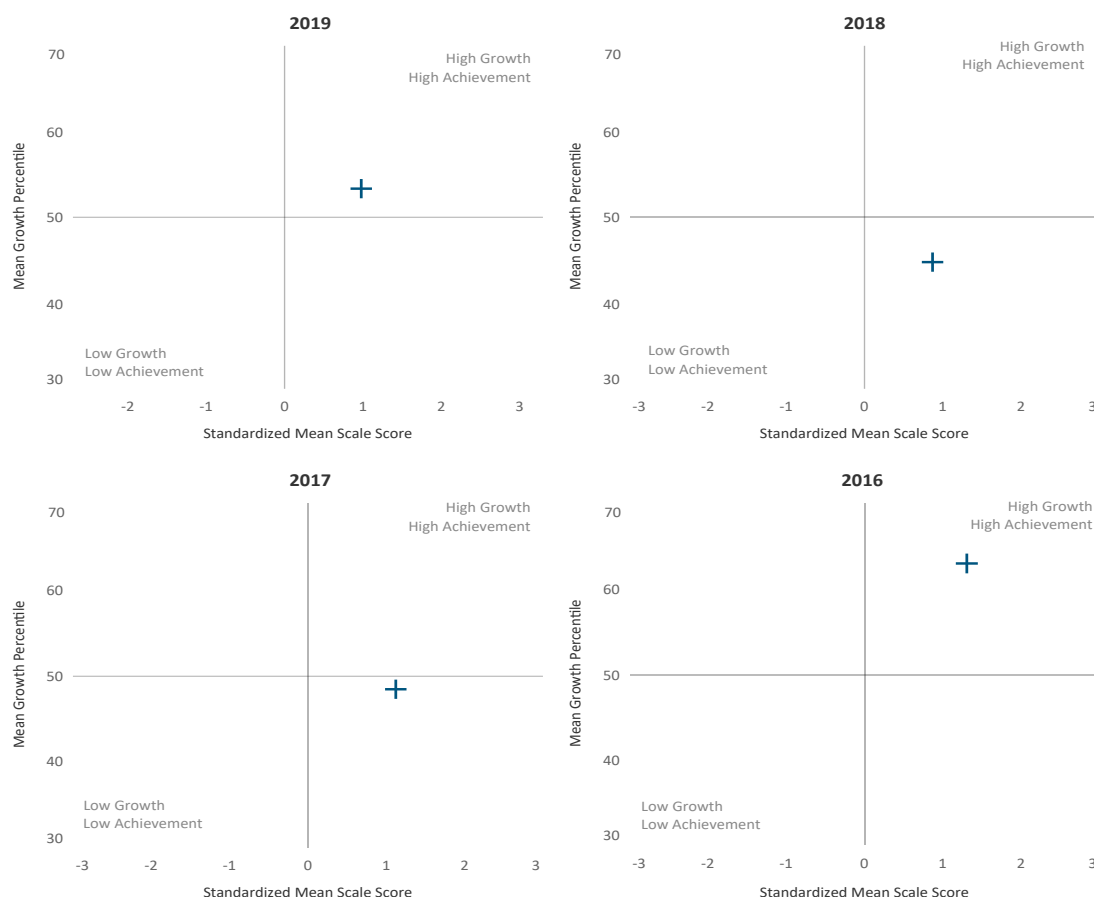 2019
70
60
50
40
30
Mean Growth Percentile
High Growth
High Achievement
Low Growth
Low Achievement
-2 -1 0 1 2 3
Standardized Mean Scale Score
2018
70
60
50
40
30
Mean Growth Percentile
High Growth
High Achievement
Low Growth
Low Achievement
-3 -2 -1 0 1 2 3
Standardized Mean Scale Score
2017
70
60
50
40
30
Mean Growth Percentile
High Growth
High Achievement
Low Growth
Low Achievement
-3 -2 -1 0 1 2 3
Standardized Mean Scale Score
2016
70
60
50
40
30
Mean Growth Percentile
High Growth
High Achievement
Low Growth
Low Achievement
-3 -2 -1 0 1 2 3
Standardized Mean Scale Score